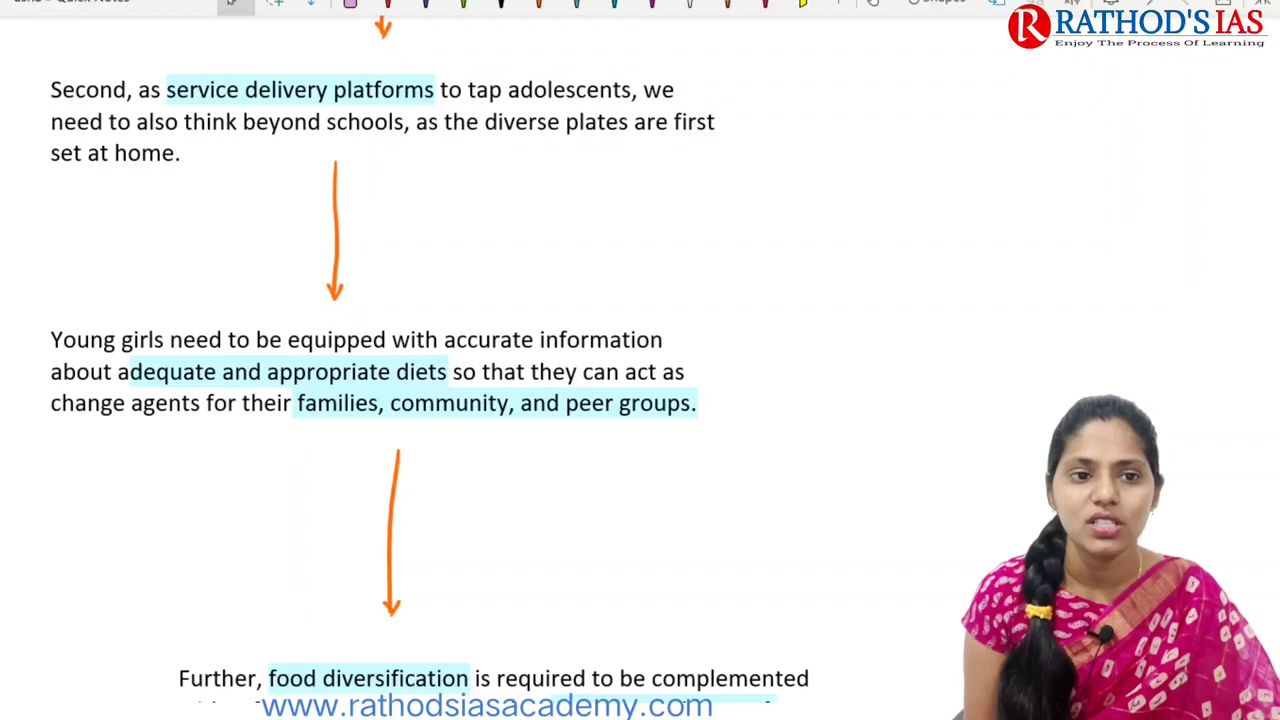 RATHOD'S IAS
Enjoy The Process Of Learning
Second, as service delivery platforms to tap adolescents, we
need to also think beyond schools, as the diverse plates are first
set at home.
Young girls need to be equipped with accurate information
about adequate and appropriate diets so that they can act as
change agents for their families, community, and peer groups.
Further, food diversification is required to be complemented
www.rathodsiasacademy.com